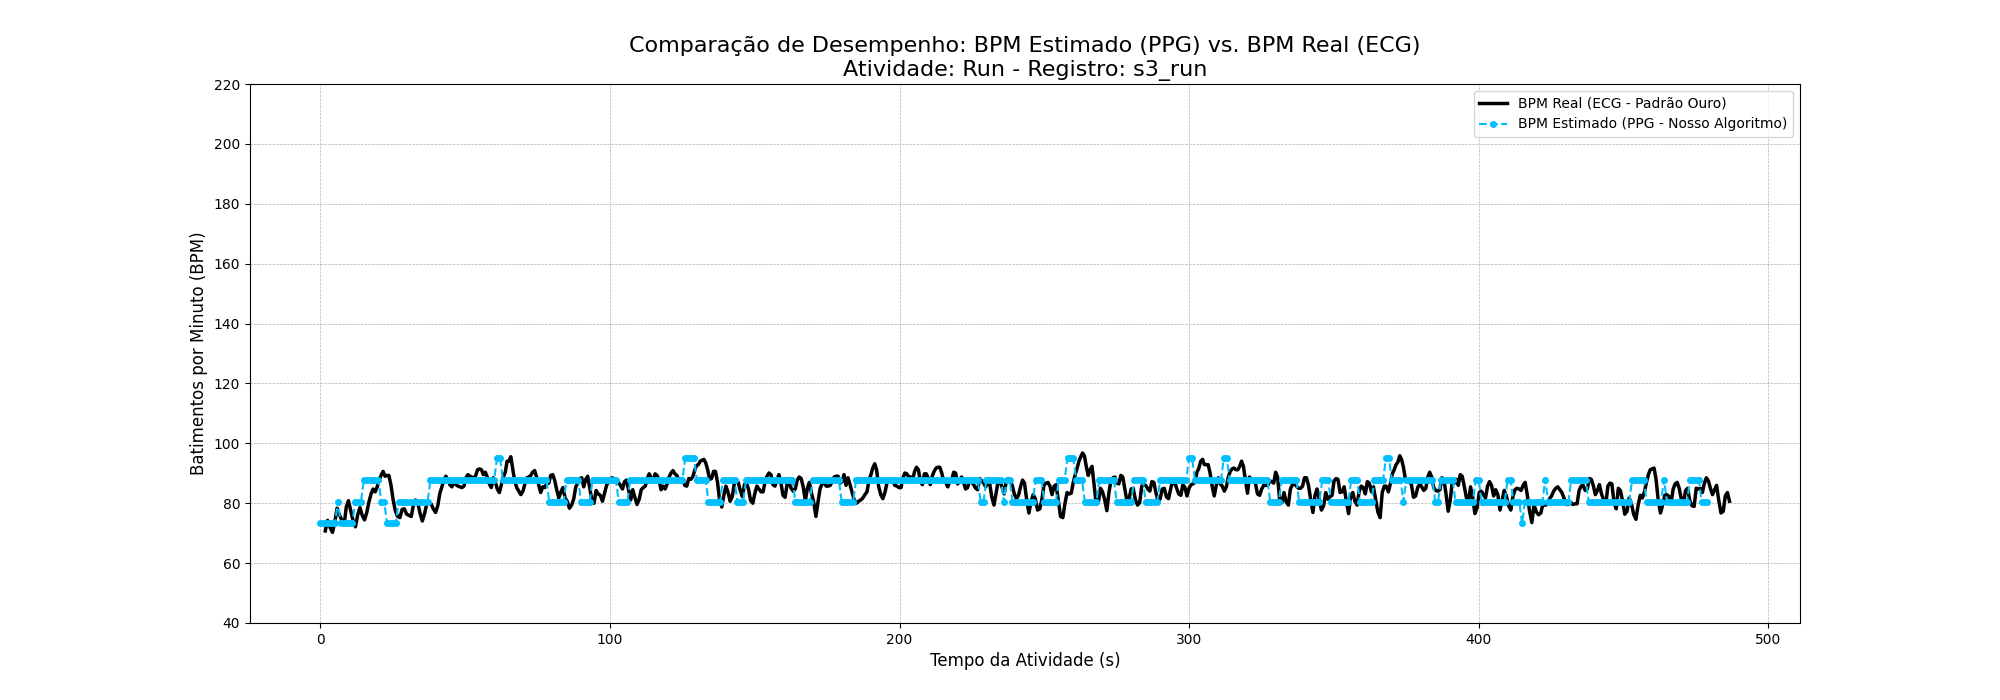 Comparação de Desempenho: BPM Estimado (PPG) vs. BPM Real (ECG)
Atividade: Run - Registro: s3_run
BPM Real (ECG - Padrão Ouro)
BPM Estimado (PPG - Nosso Algoritmo)
Batimentos por Minuto (BPM)
220
200
180
160
140
120
100
80
60
40
0
100
200
300
400
500
Tempo da Atividade (s)